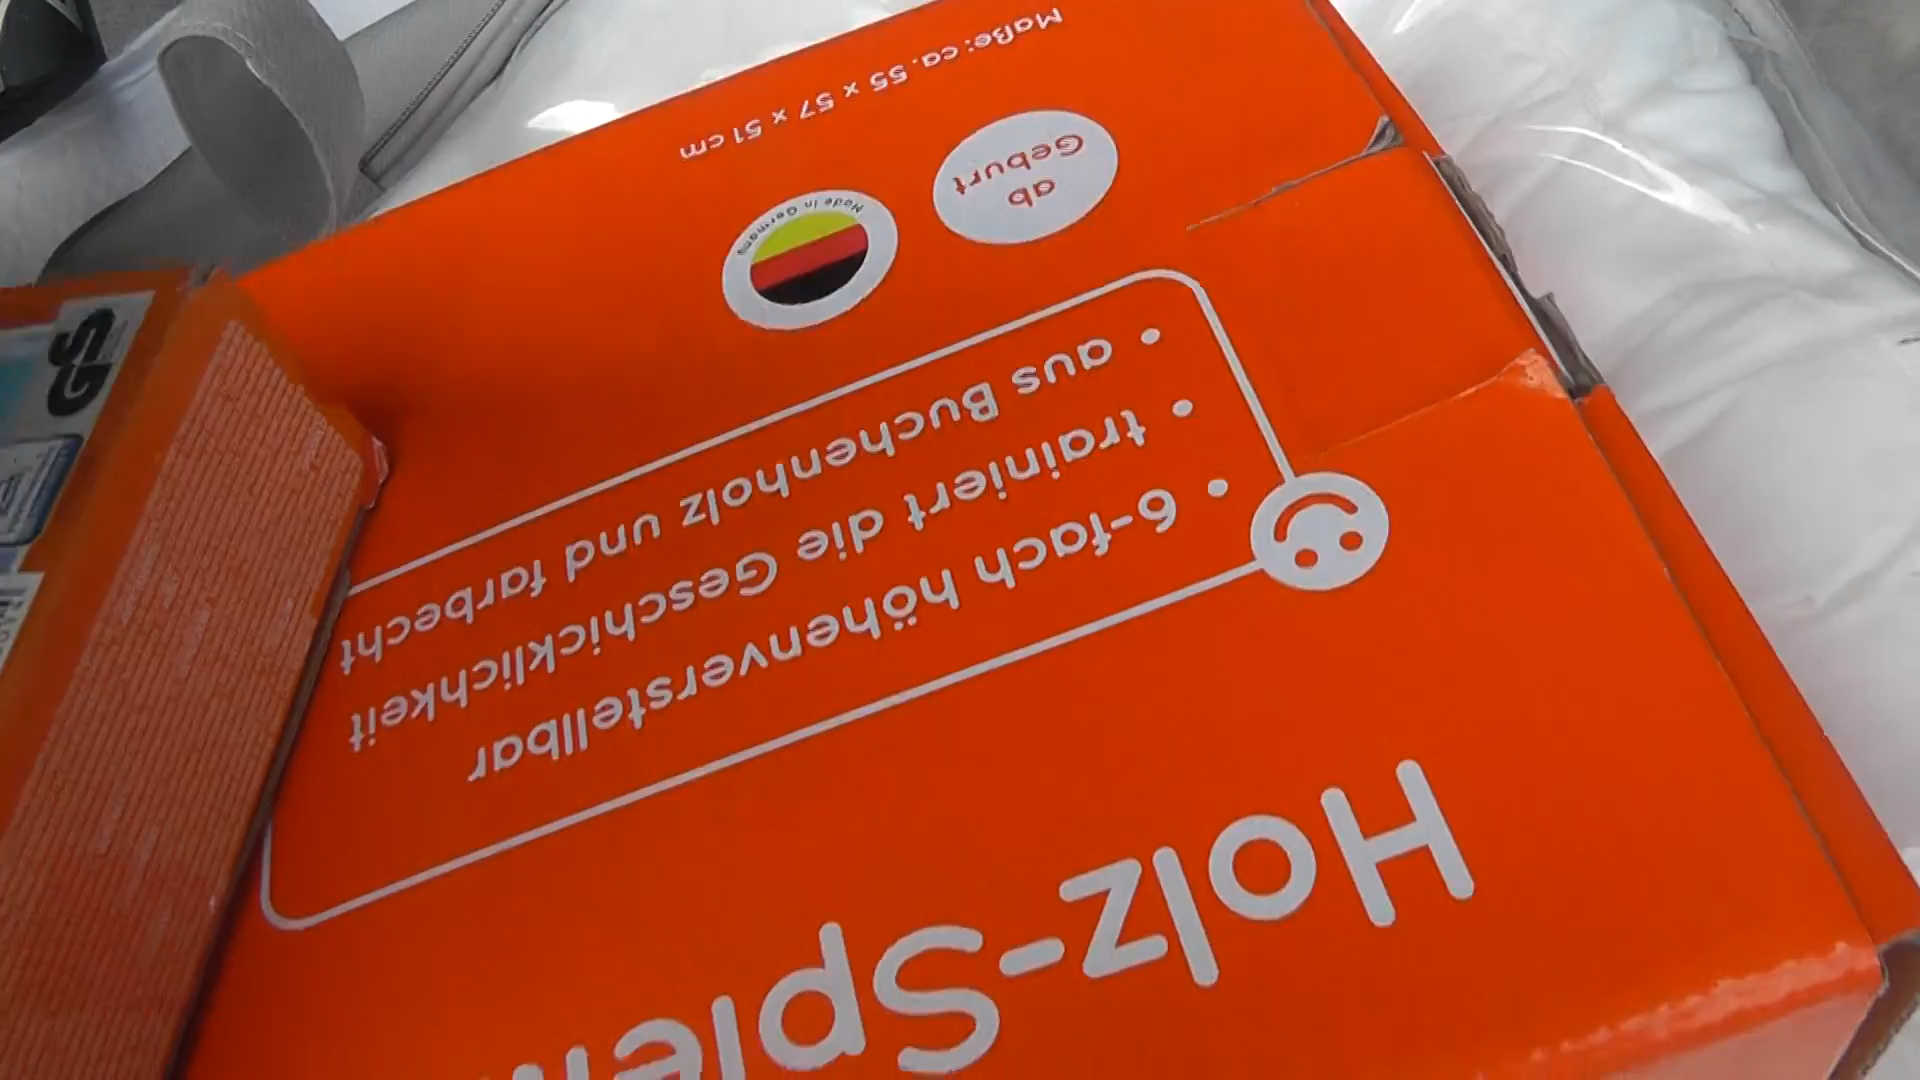 Holz-Spiel
• 6-fach höhenverstellbar
• trainiert die Geschicklichkeit
• aus Buchenholz und farbecht
Made in Germany
ab
Geburt
Maße: ca. 55 x 57 x 51 cm
GS